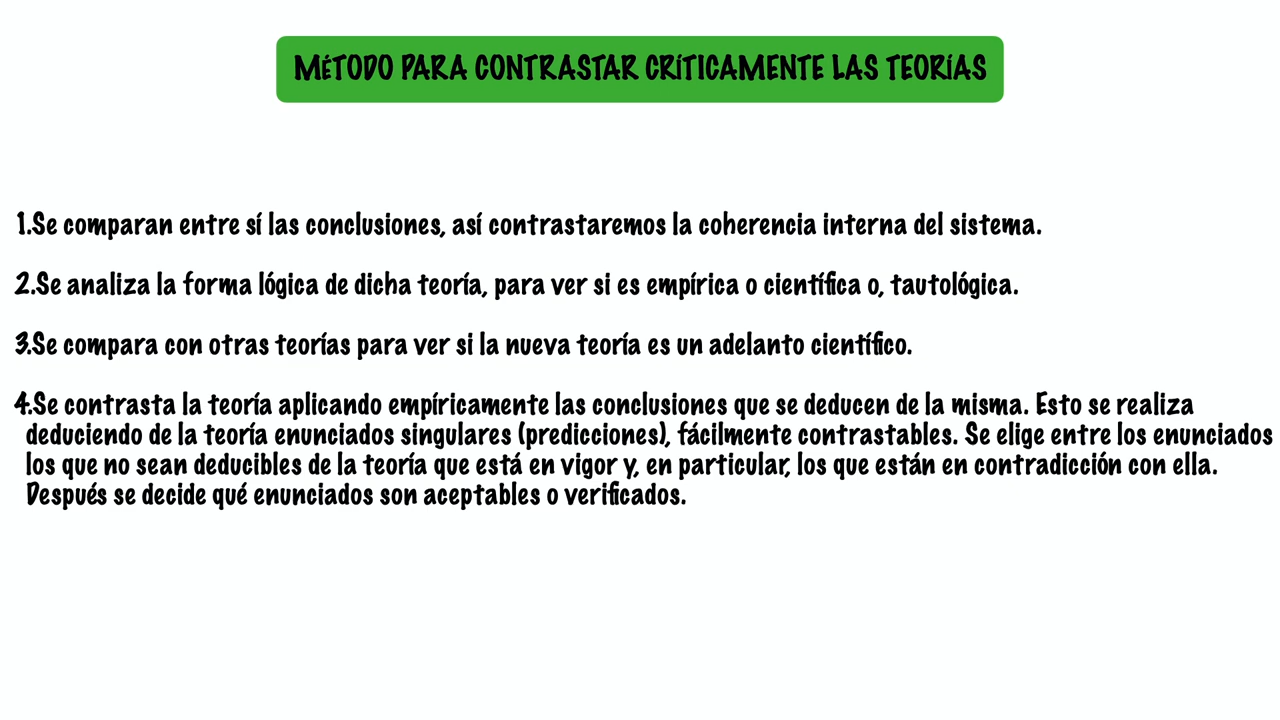 MÉTODO PARA CONTRASTAR CRÍTICAMENTE LAS TEORÍAS
1.Se comparan entre sí las conclusiones, así contrastaremos la coherencia interna del sistema.
2.Se analiza la forma lógica de dicha teoría, para ver si es empírica o científica o, tautológica.
3.Se compara con otras teorías para ver si la nueva teoría es un adelanto científico.
4.Se contrasta la teoría aplicando empíricamente las conclusiones que se deducen de la misma. Esto se realiza
deduciendo de la teoría enunciados singulares (predicciones), fácilmente contrastables. Se elige entre los enunciados
los que no sean deducibles de la teoría que está en vigor y, en particular, los que están en contradicción con ella.
Después se decide qué enunciados son aceptables o verificados.